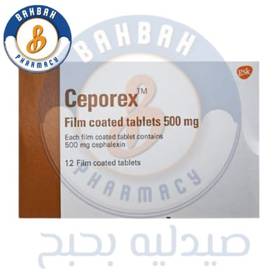 BAHBAH
PHARMACY
gsk
Ceporex™
Film coated tablets 500 mg
Each film coated tablet contains
500 mg cephalexin
12 Film coated tablets
PHARMACY
صيدليه بحبح